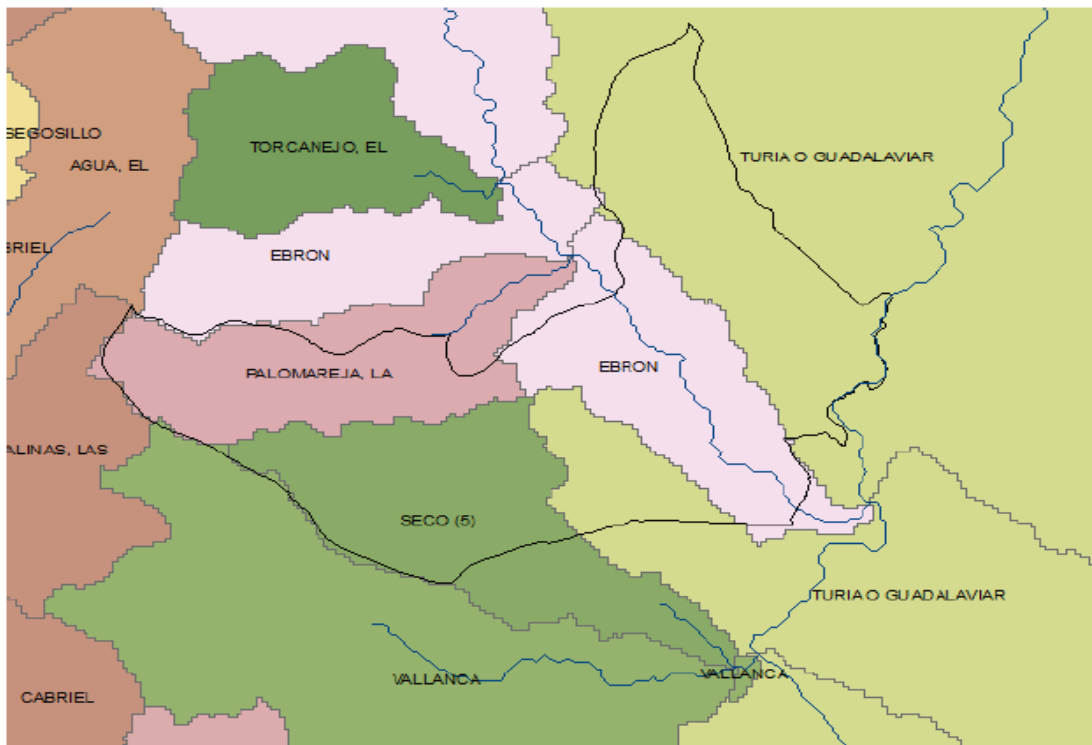 SEGOSILLO
AGUA, EL
TORCANEJO, EL
TURIA O GUADALAVIAR
BRIEL
EBRON
PALOMAREJA, LA
EBRON
ALINAS, LAS
SECO (5)
TURIA O GUADALAVIAR
VALLANCA
VALLANCA
CABRIEL